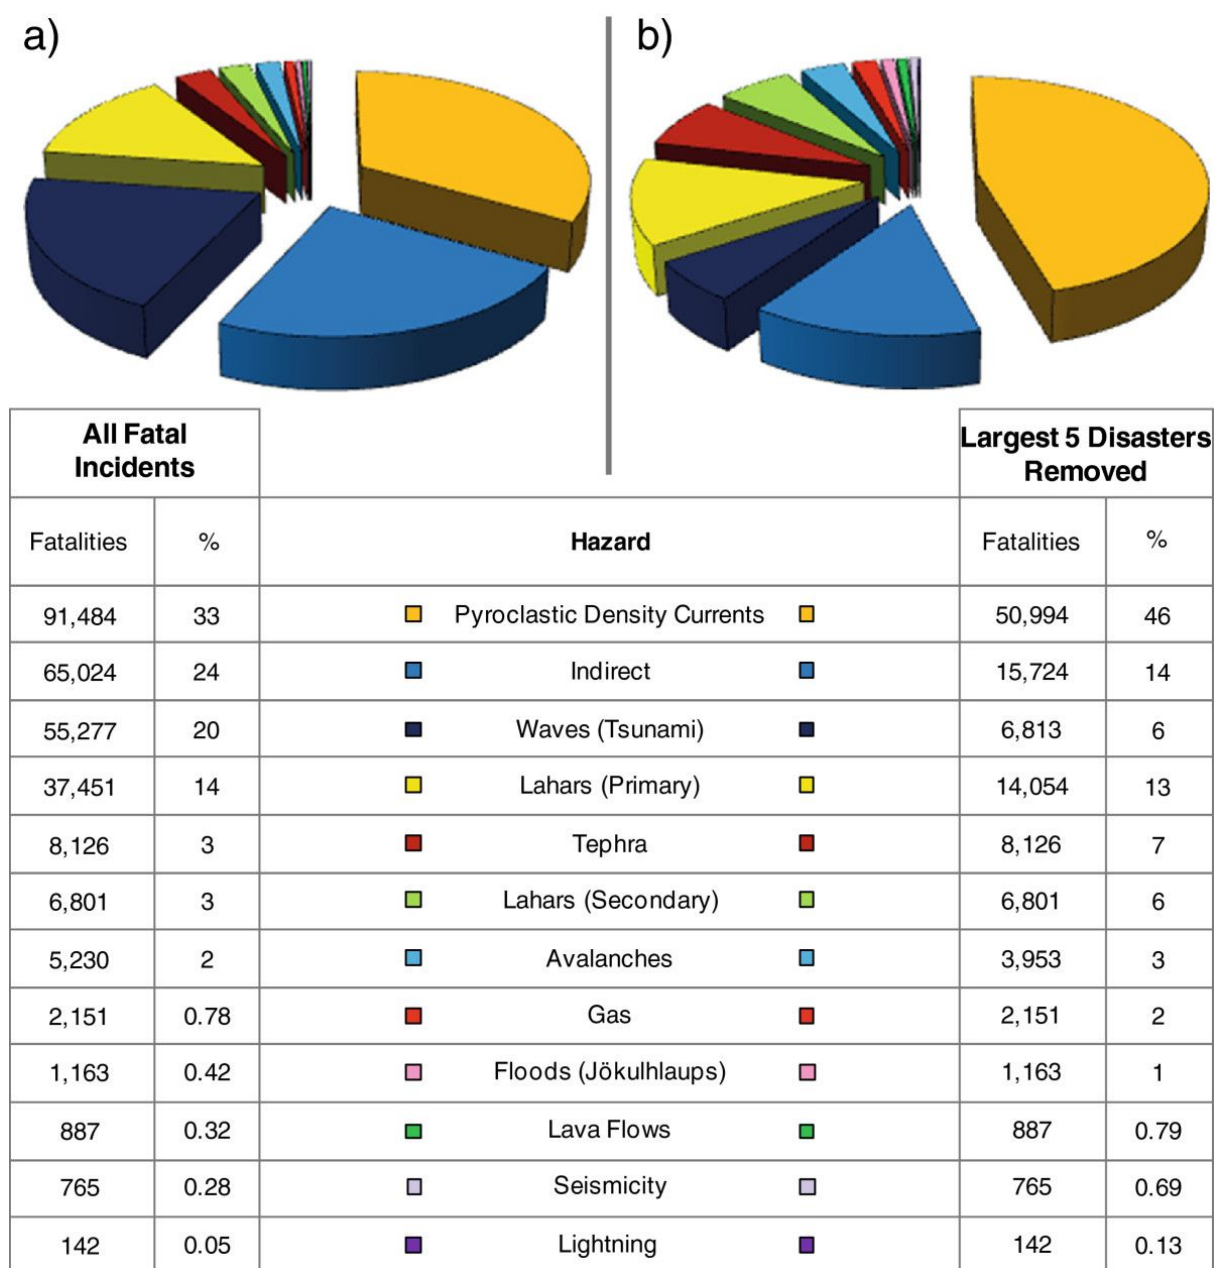 a)
b)
All Fatal
Incidents
Largest 5 Disasters
Removed
Fatalities % Hazard Fatalities %
91,484 33 Pyroclastic Density Currents 50,994 46
65,024 24 Indirect 15,724 14
55,277 20 Waves (Tsunami) 6,813 6
37,451 14 Lahars (Primary) 14,054 13
8,126 3 Tephra 8,126 7
6,801 3 Lahars (Secondary) 6,801 6
5,230 2 Avalanches 3,953 3
2,151 0.78 Gas 2,151 2
1,163 0.42 Floods (Jökulhlaups) 1,163 1
887 0.32 Lava Flows 887 0.79
765 0.28 Seismicity 765 0.69
142 0.05 Lightning 142 0.13